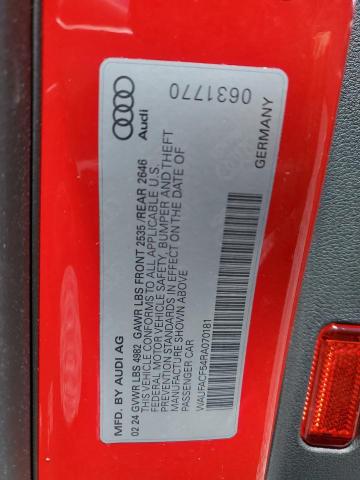 0631770
Audi
GERMANY
MFD. BY AUDI AG
02 24 GVWR LBS 4982 GAWR LBS FRONT 2535 /REAR 2646
THIS VEHICLE CONFORMS TO ALL APPLICABLE U.S.
FEDERAL MOTOR VEHICLE SAFETY, BUMPER AND THEFT
PREVENTION STANDARDS IN EFFECT ON THE DATE OF
MANUFACTURE SHOWN ABOVE
PASSENGER CAR
WAUFACF54RA070181